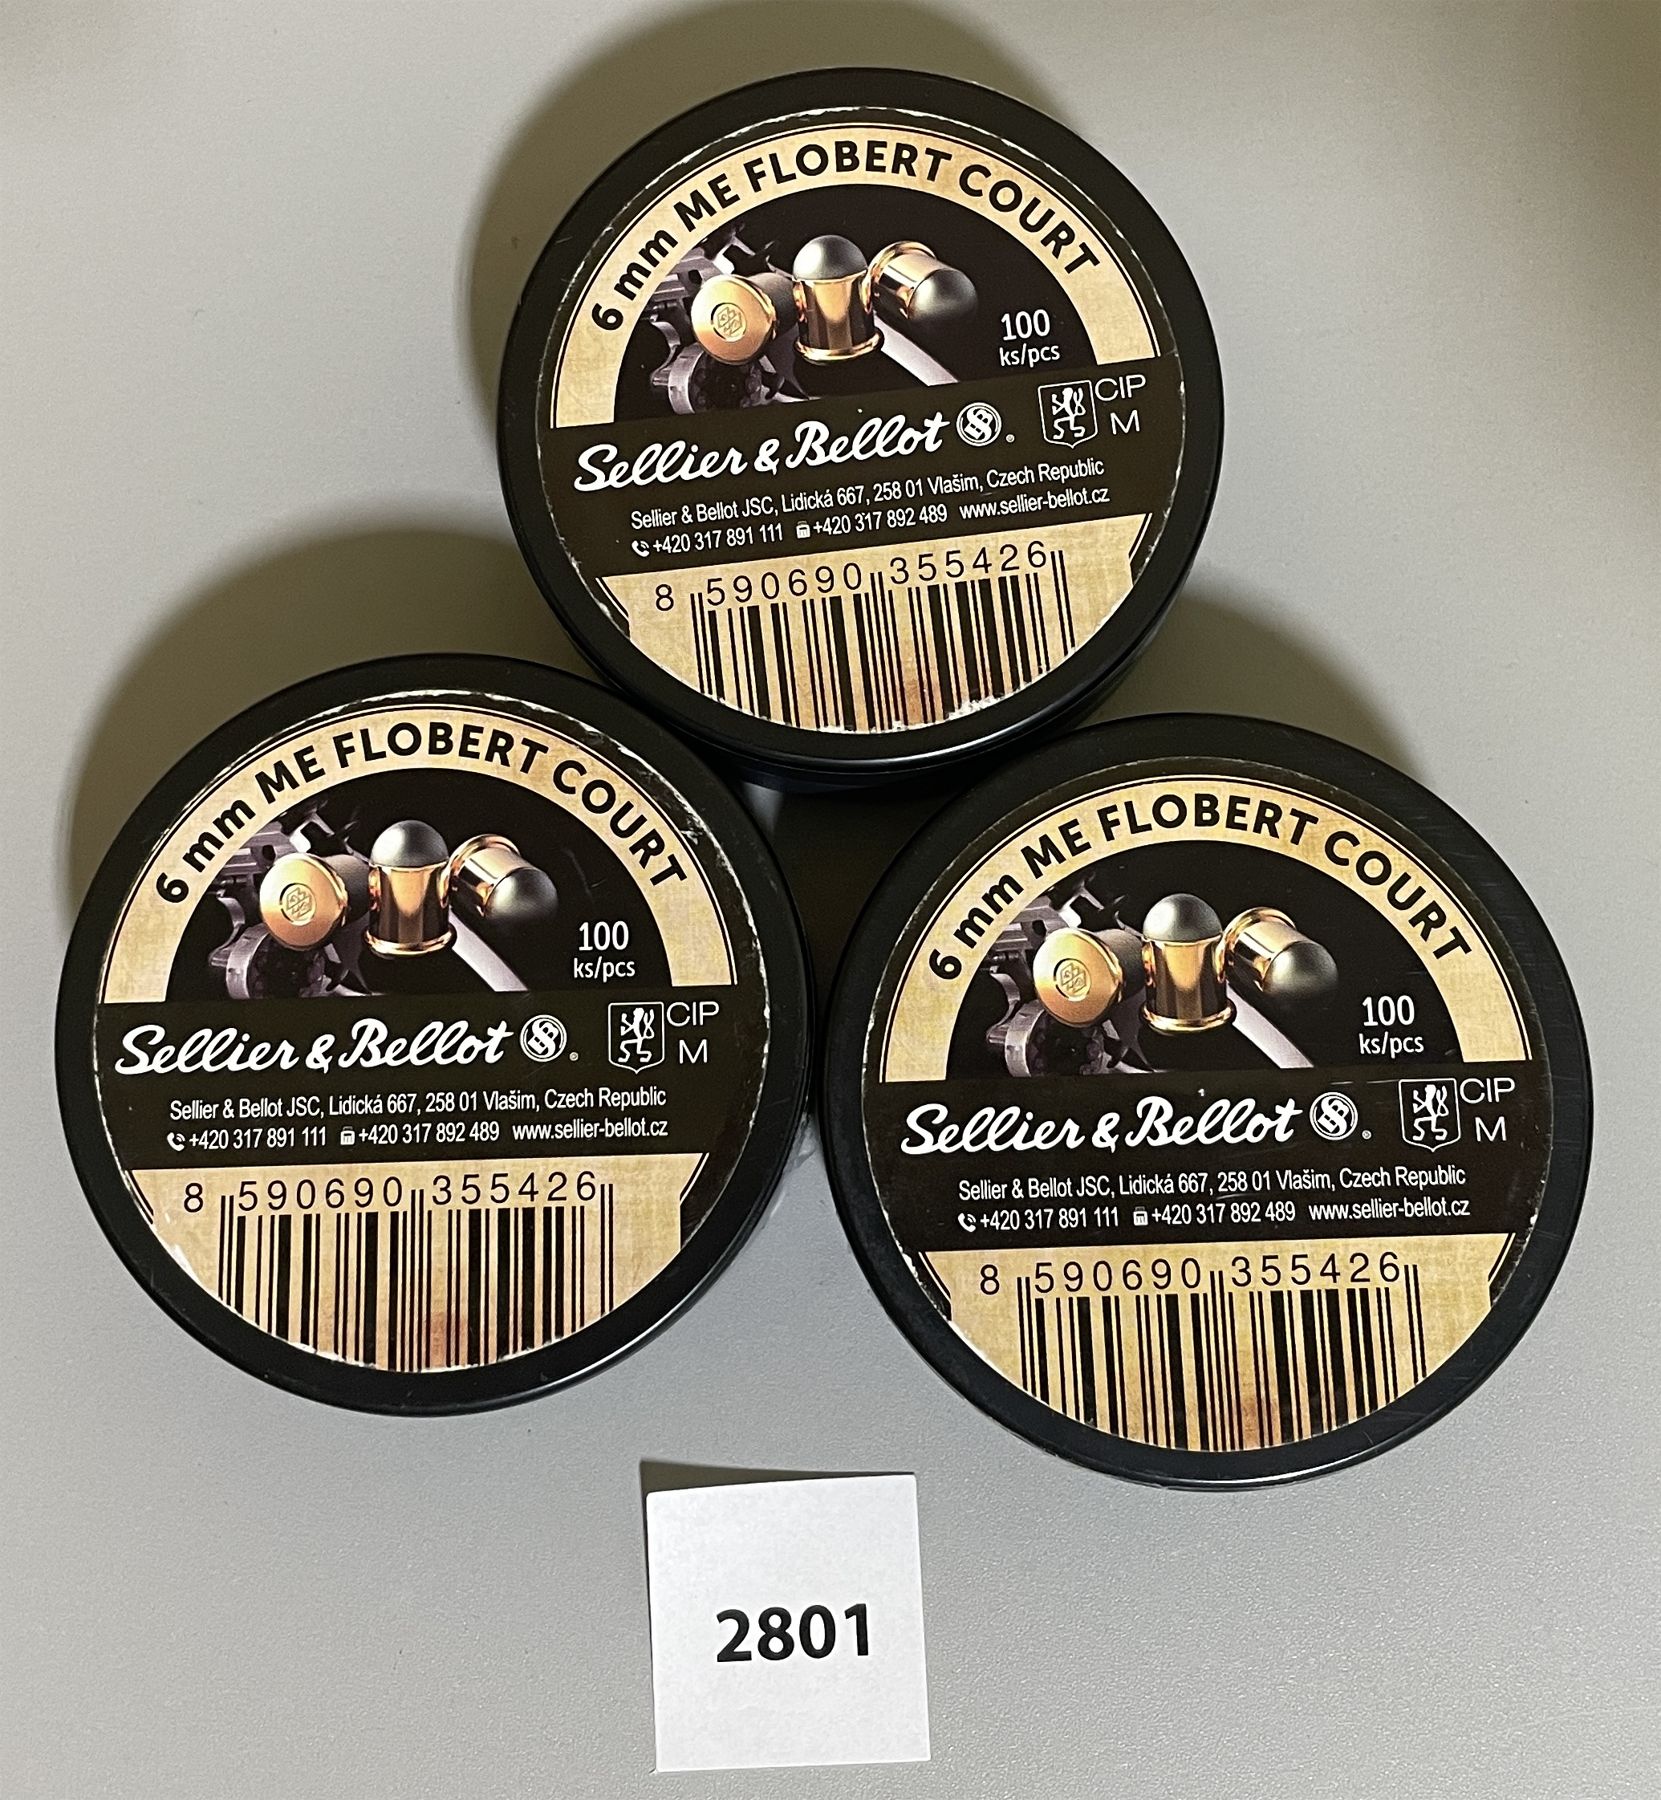 6 mm ME FLOBERT COURT
100
ks/pcs
Sellier & Bellot
CIP
M
Sellier & Bellot JSC, Lidická 667, 258 01 Vlašim, Czech Republic
+420 317 891 111 +420 317 892 489 www.sellier-bellot.cz
8 590690 355426
6 mm ME FLOBERT COURT
100
ks/pcs
Sellier & Bellot
CIP
M
Sellier & Bellot JSC, Lidická 667, 258 01 Vlašim, Czech Republic
+420 317 891 111 +420 317 892 489 www.sellier-bellot.cz
8 590690 355426
6 mm ME FLOBERT COURT
100
ks/pcs
Sellier & Bellot
CIP
M
Sellier & Bellot JSC, Lidická 667, 258 01 Vlašim, Czech Republic
+420 317 891 111 +420 317 892 489 www.sellier-bellot.cz
8 590690 355426
2801